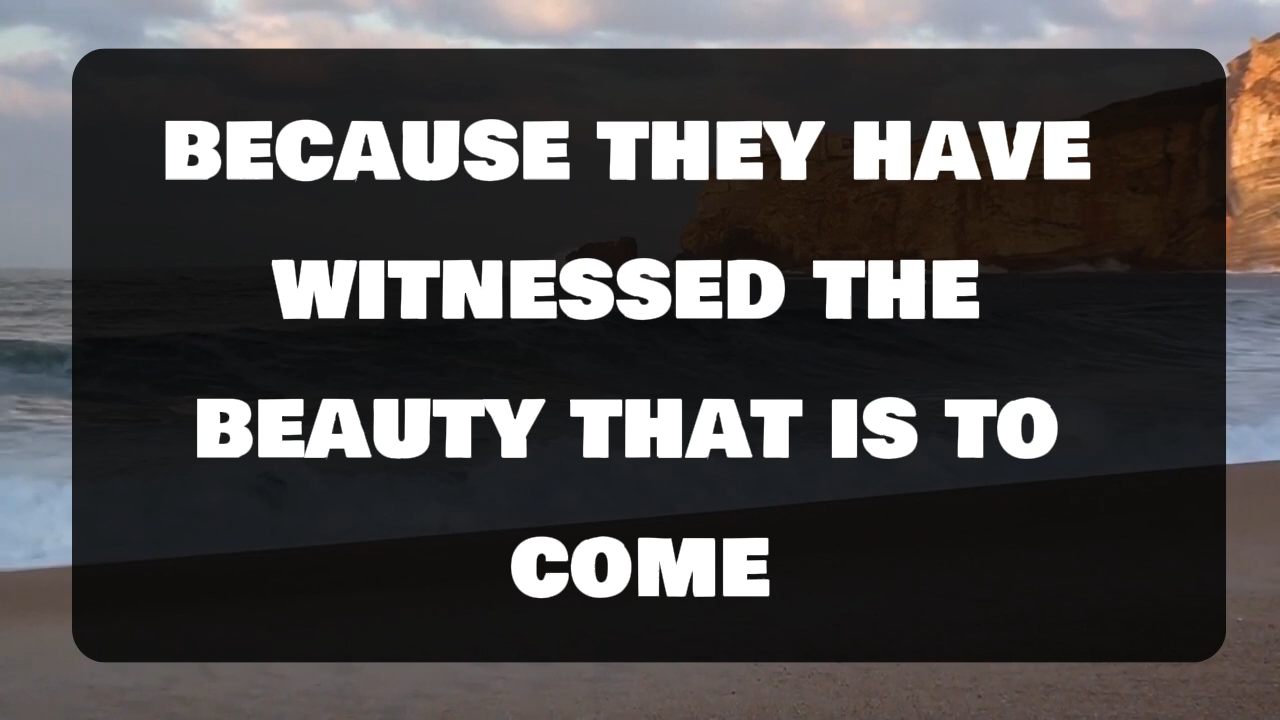 BECAUSE THEY HAVE
WITNESSED THE
BEAUTY THAT IS TO
COME